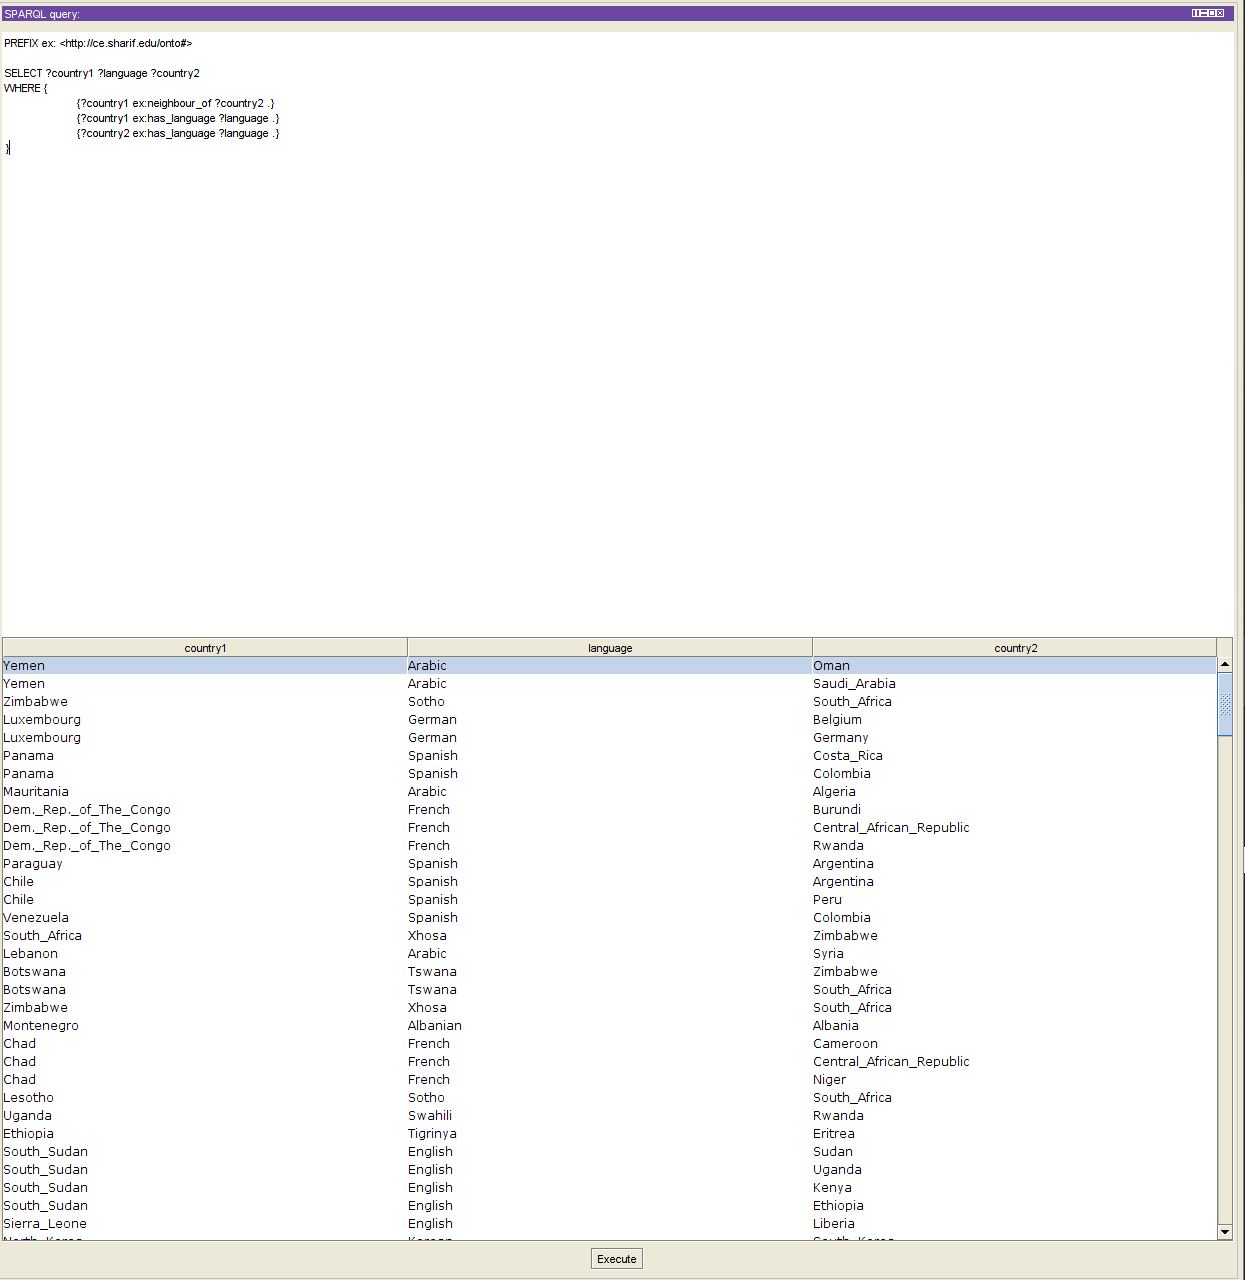 SPARQL query:
PREFIX ex: <http://ce.sharif.edu/onto#>
SELECT ?country1 ?language ?country2
WHERE {
{?country1 ex:neighbour_of ?country2 .}
{?country1 ex:has_language ?language .}
{?country2 ex:has_language ?language .}
}
country1 language country2
Yemen Arabic Oman
Yemen Arabic Saudi_Arabia
Zimbabwe Sotho South_Africa
Luxembourg German Belgium
Luxembourg German Germany
Panama Spanish Costa_Rica
Panama Spanish Colombia
Mauritania Arabic Algeria
Dem._Rep._of_The_Congo French Burundi
Dem._Rep._of_The_Congo French Central_African_Republic
Dem._Rep._of_The_Congo French Rwanda
Paraguay Spanish Argentina
Chile Spanish Argentina
Chile Spanish Peru
Venezuela Spanish Colombia
South_Africa Xhosa Zimbabwe
Lebanon Arabic Syria
Botswana Tswana Zimbabwe
Botswana Tswana South_Africa
Zimbabwe Xhosa South_Africa
Montenegro Albanian Albania
Chad French Cameroon
Chad French Central_African_Republic
Chad French Niger
Lesotho Sotho South_Africa
Uganda Swahili Rwanda
Ethiopia Tigrinya Eritrea
South_Sudan English Sudan
South_Sudan English Uganda
South_Sudan English Kenya
South_Sudan English Ethiopia
Sierra_Leone English Liberia
Execute